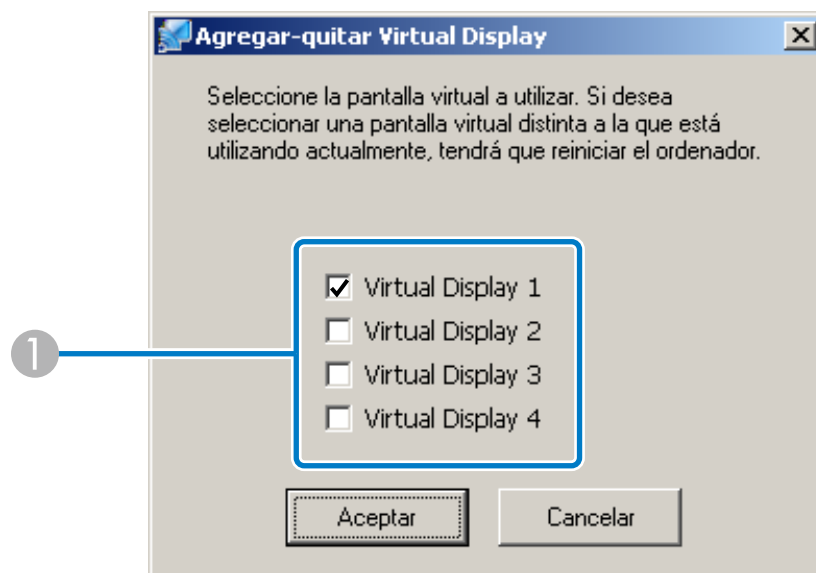 Agregar-quitar Virtual Display
Seleccione la pantalla virtual a utilizar. Si desea
seleccionar una pantalla virtual distinta a la que está
utilizando actualmente, tendrá que reiniciar el ordenador.
Virtual Display 1
Virtual Display 2
1
Virtual Display 3
Virtual Display 4
Aceptar
Cancelar